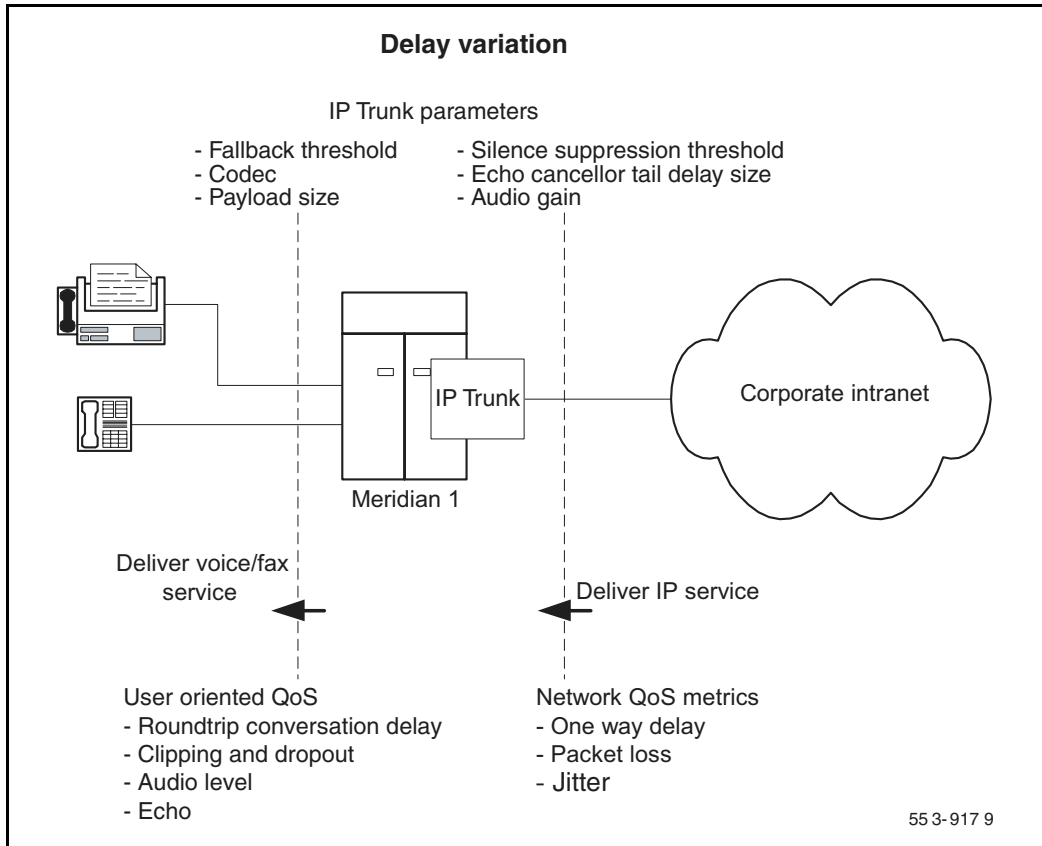 Delay variation
IP Trunk parameters
- Fallback threshold
- Codec
- Payload size
- Silence suppression threshold
- Echo cancellor tail delay size
- Audio gain
IP Trunk
Corporate intranet
Meridian 1
Deliver voice/fax
service
Deliver IP service
User oriented QoS
- Roundtrip conversation delay
- Clipping and dropout
- Audio level
- Echo
Network QoS metrics
- One way delay
- Packet loss
- Jitter
553-9179